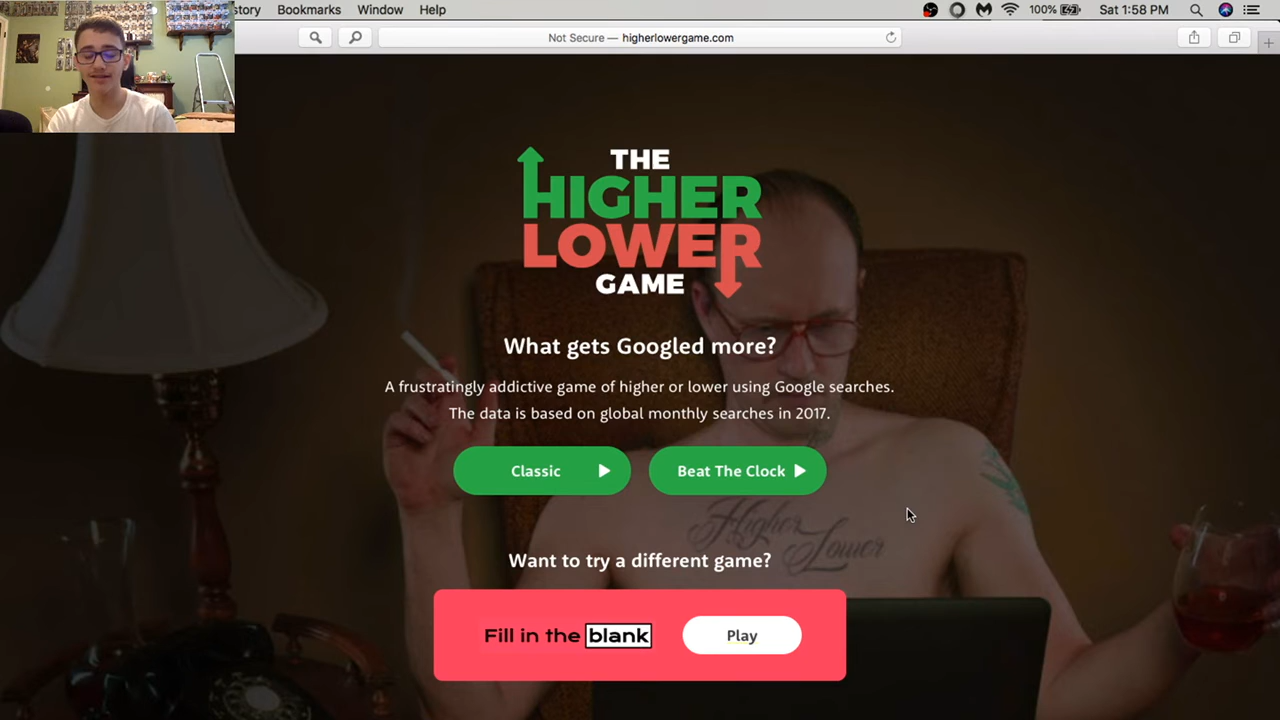 story Bookmarks Window Help
100% Sat 1:58 PM
Not Secure — higherlowergame.com
THE
HIGHER
LOWER
GAME
What gets Googled more?
A frustratingly addictive game of higher or lower using Google searches.
The data is based on global monthly searches in 2017.
Classic Beat The Clock
Higher
Lower
Want to try a different game?
Fill in the blank Play